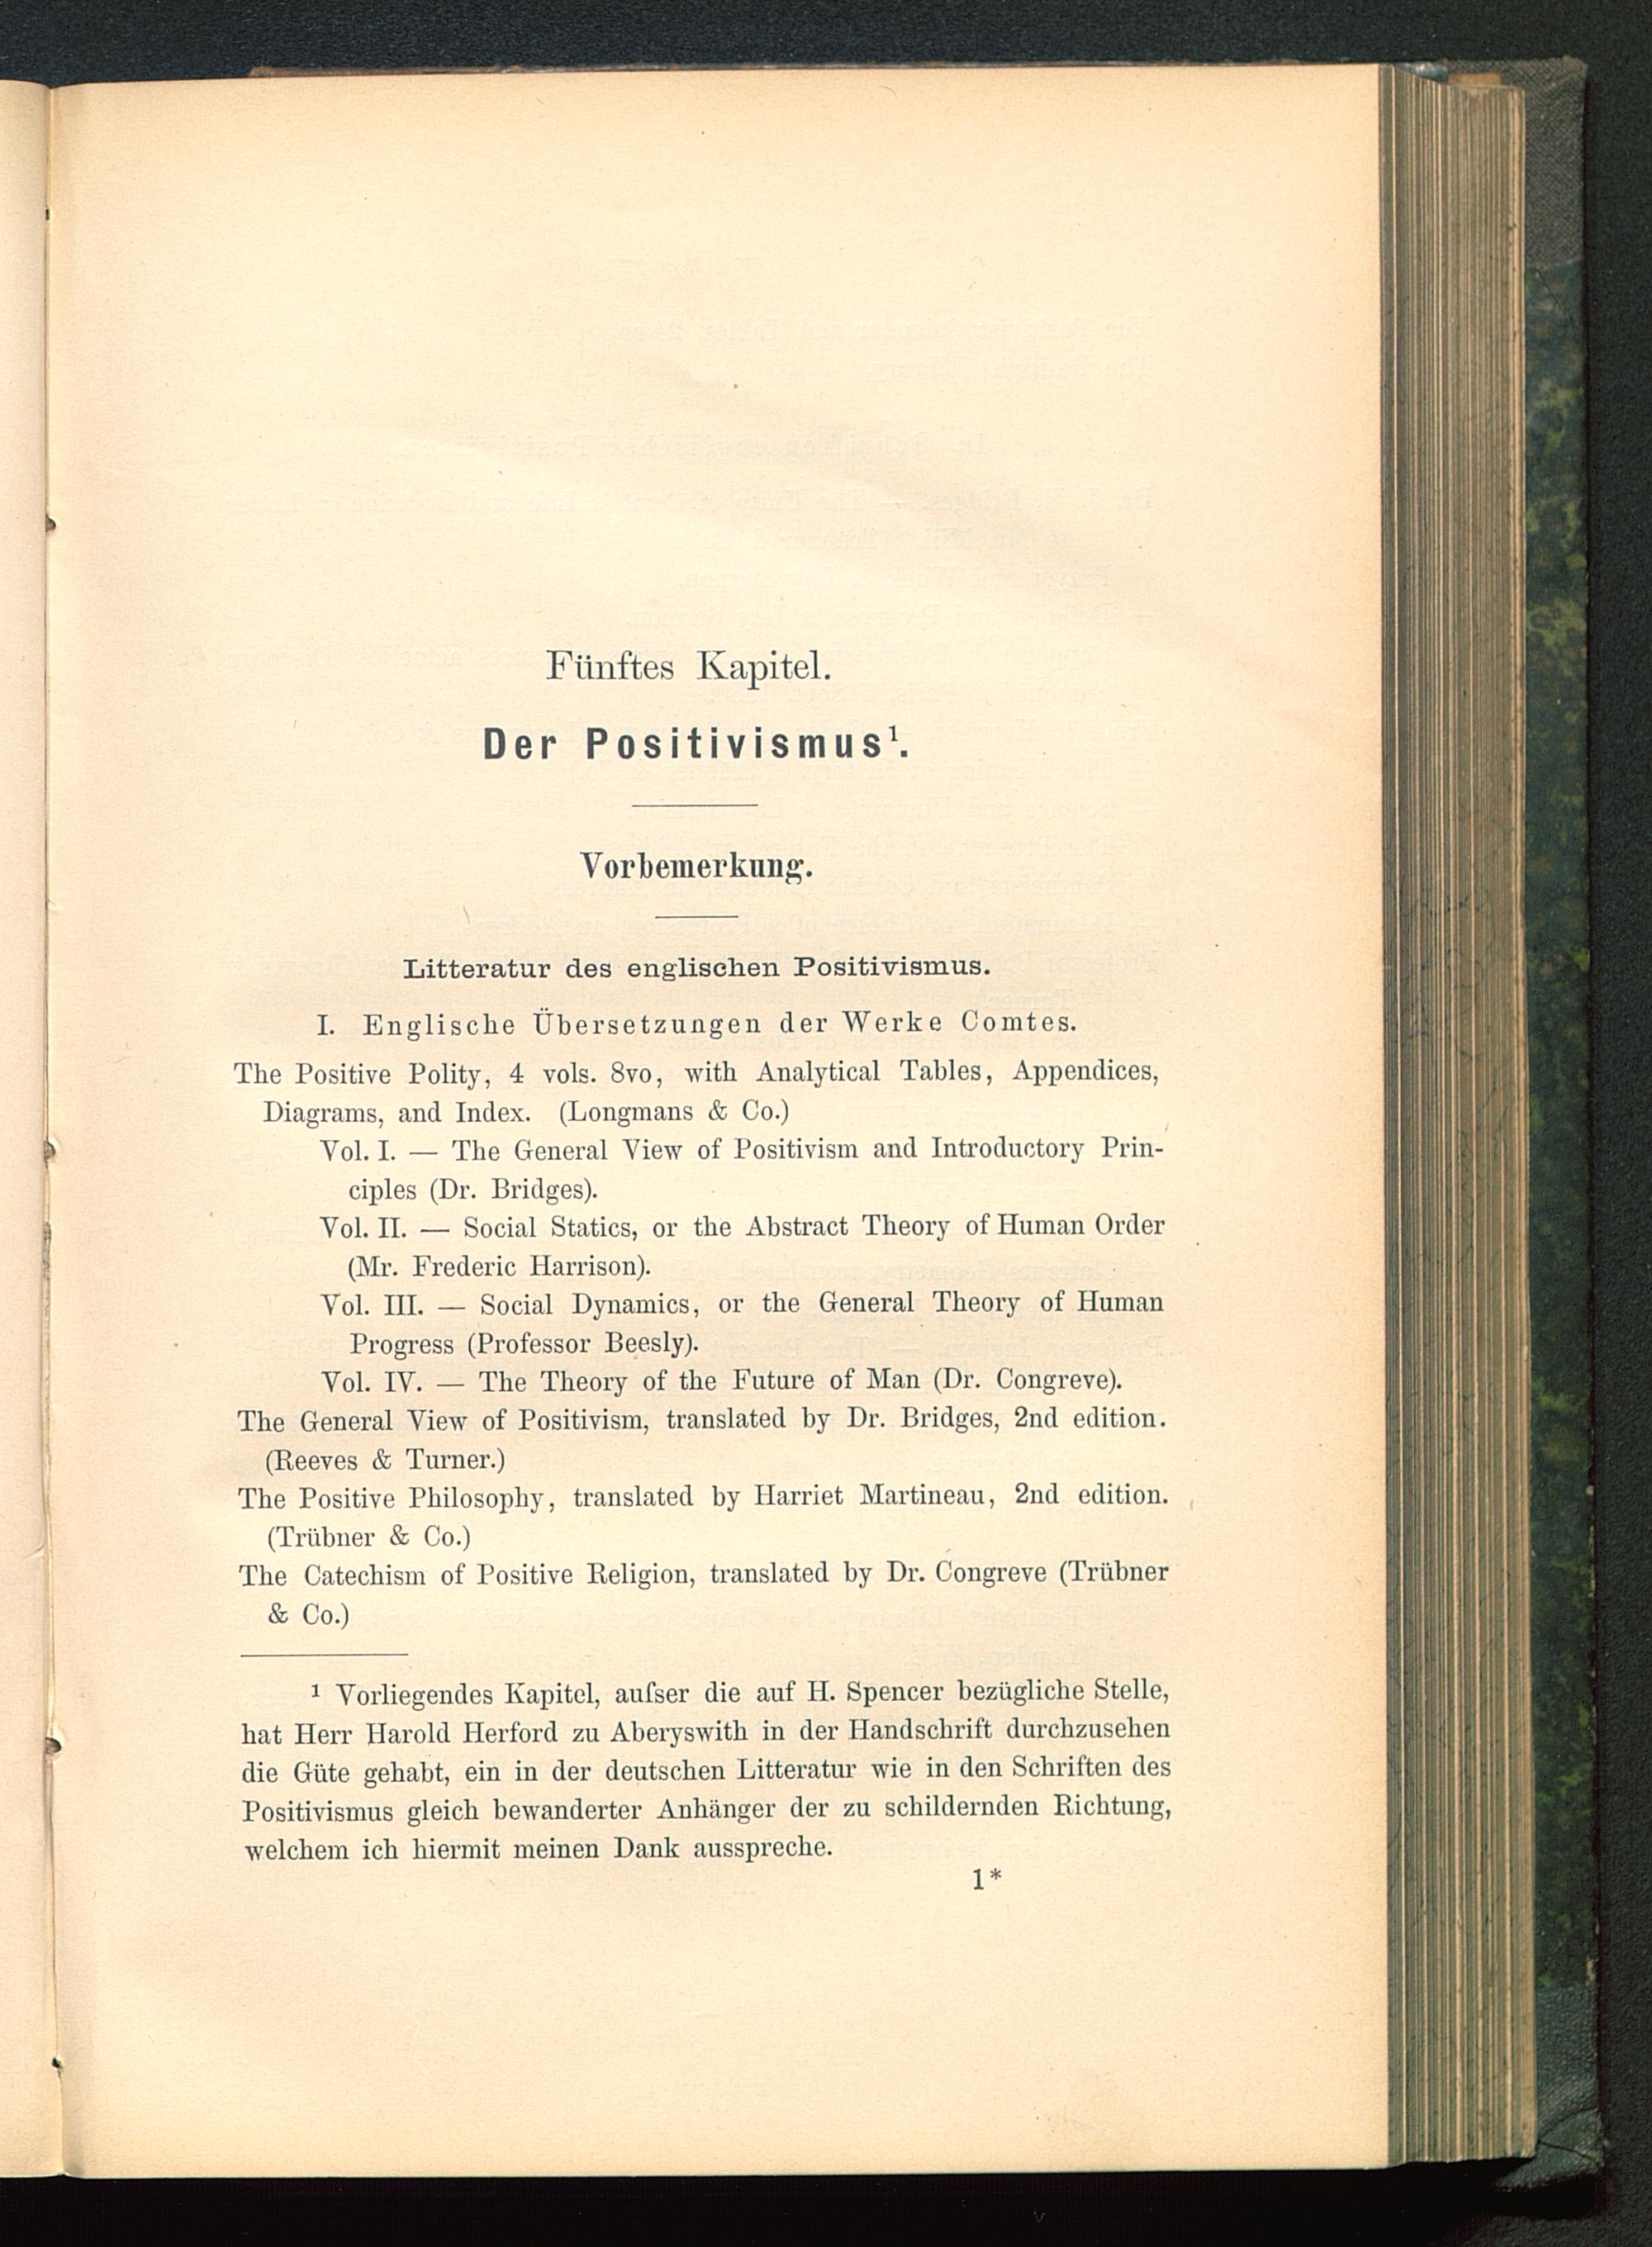 Fünftes Kapitel.
Der Positivismus¹.
Vorbemerkung.
Litteratur des englischen Positivismus.
I. Englische Übersetzungen der Werke Comtes.
The Positive Polity, 4 vols. 8vo, with Analytical Tables, Appendices,
Diagrams, and Index. (Longmans & Co.)
Vol. I. — The General View of Positivism and Introductory Prin-
ciples (Dr. Bridges).
Vol. II. — Social Statics, or the Abstract Theory of Human Order
(Mr. Frederic Harrison).
Vol. III. — Social Dynamics, or the General Theory of Human
Progress (Professor Beesly).
Vol. IV. — The Theory of the Future of Man (Dr. Congreve).
The General View of Positivism, translated by Dr. Bridges, 2nd edition.
(Reeves & Turner.)
The Positive Philosophy, translated by Harriet Martineau, 2nd edition.
(Trübner & Co.)
The Catechism of Positive Religion, translated by Dr. Congreve (Trübner
& Co.)
¹ Vorliegendes Kapitel, auſser die auf H. Spencer bezügliche Stelle,
hat Herr Harold Herford zu Aberyswith in der Handschrift durchzusehen
die Güte gehabt, ein in der deutschen Litteratur wie in den Schriften des
Positivismus gleich bewanderter Anhänger der zu schildernden Richtung,
welchem ich hiermit meinen Dank ausspreche.
1*